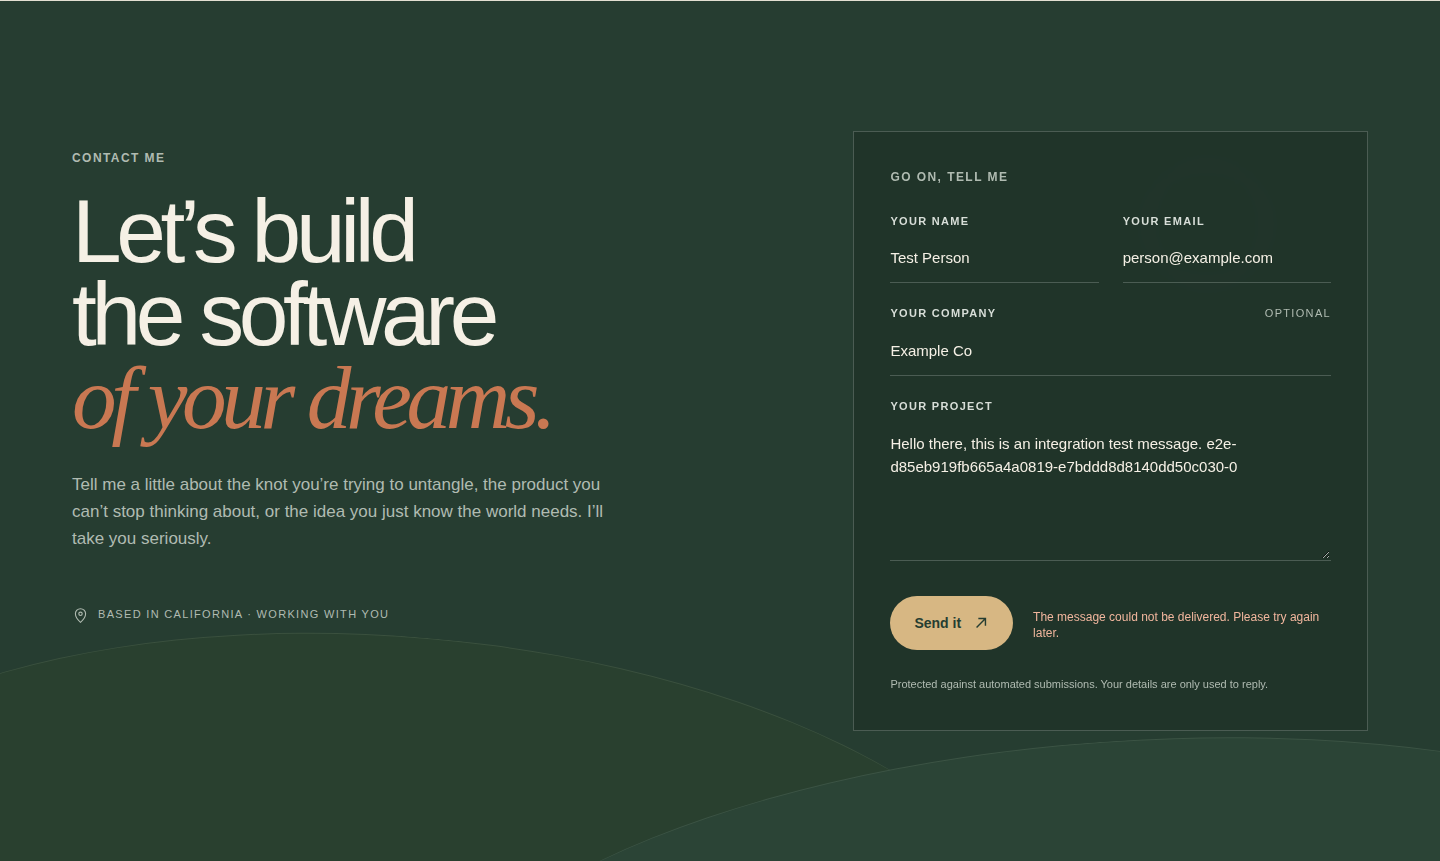 CONTACT ME
Let’s build
the software
of your dreams.
Tell me a little about the knot you’re trying to untangle, the product you
can’t stop thinking about, or the idea you just know the world needs. I’ll
take you seriously.
BASED IN CALIFORNIA · WORKING WITH YOU
GO ON, TELL ME
YOUR NAME
Test Person
YOUR EMAIL
person@example.com
YOUR COMPANY
OPTIONAL
Example Co
YOUR PROJECT
Hello there, this is an integration test message. e2e-
d85eb919fb665a4a0819-e7bddd8d8140dd50c030-0
Send it
The message could not be delivered. Please try again
later.
Protected against automated submissions. Your details are only used to reply.